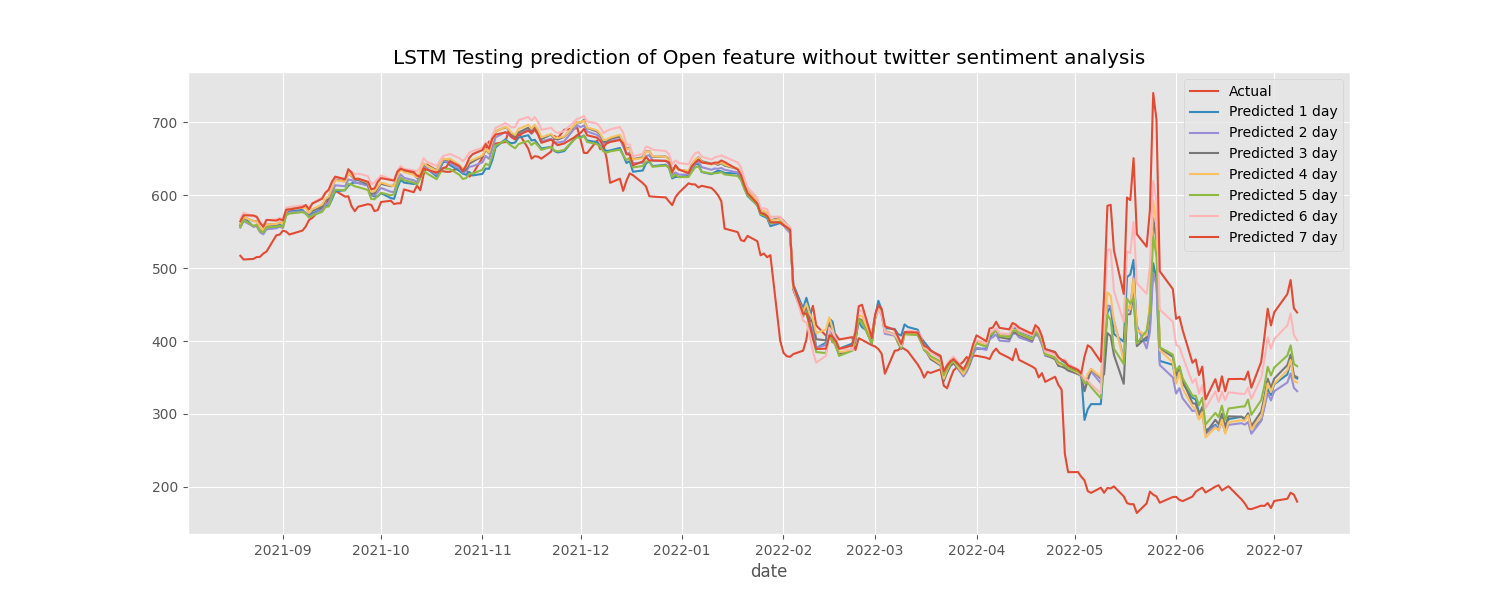 LSTM Testing prediction of Open feature without twitter sentiment analysis
Actual
Predicted 1 day
Predicted 2 day
Predicted 3 day
Predicted 4 day
Predicted 5 day
Predicted 6 day
Predicted 7 day
700
600
500
400
300
200
2021-09 2021-10 2021-11 2021-12 2022-01 2022-02 2022-03 2022-04 2022-05 2022-06 2022-07
date